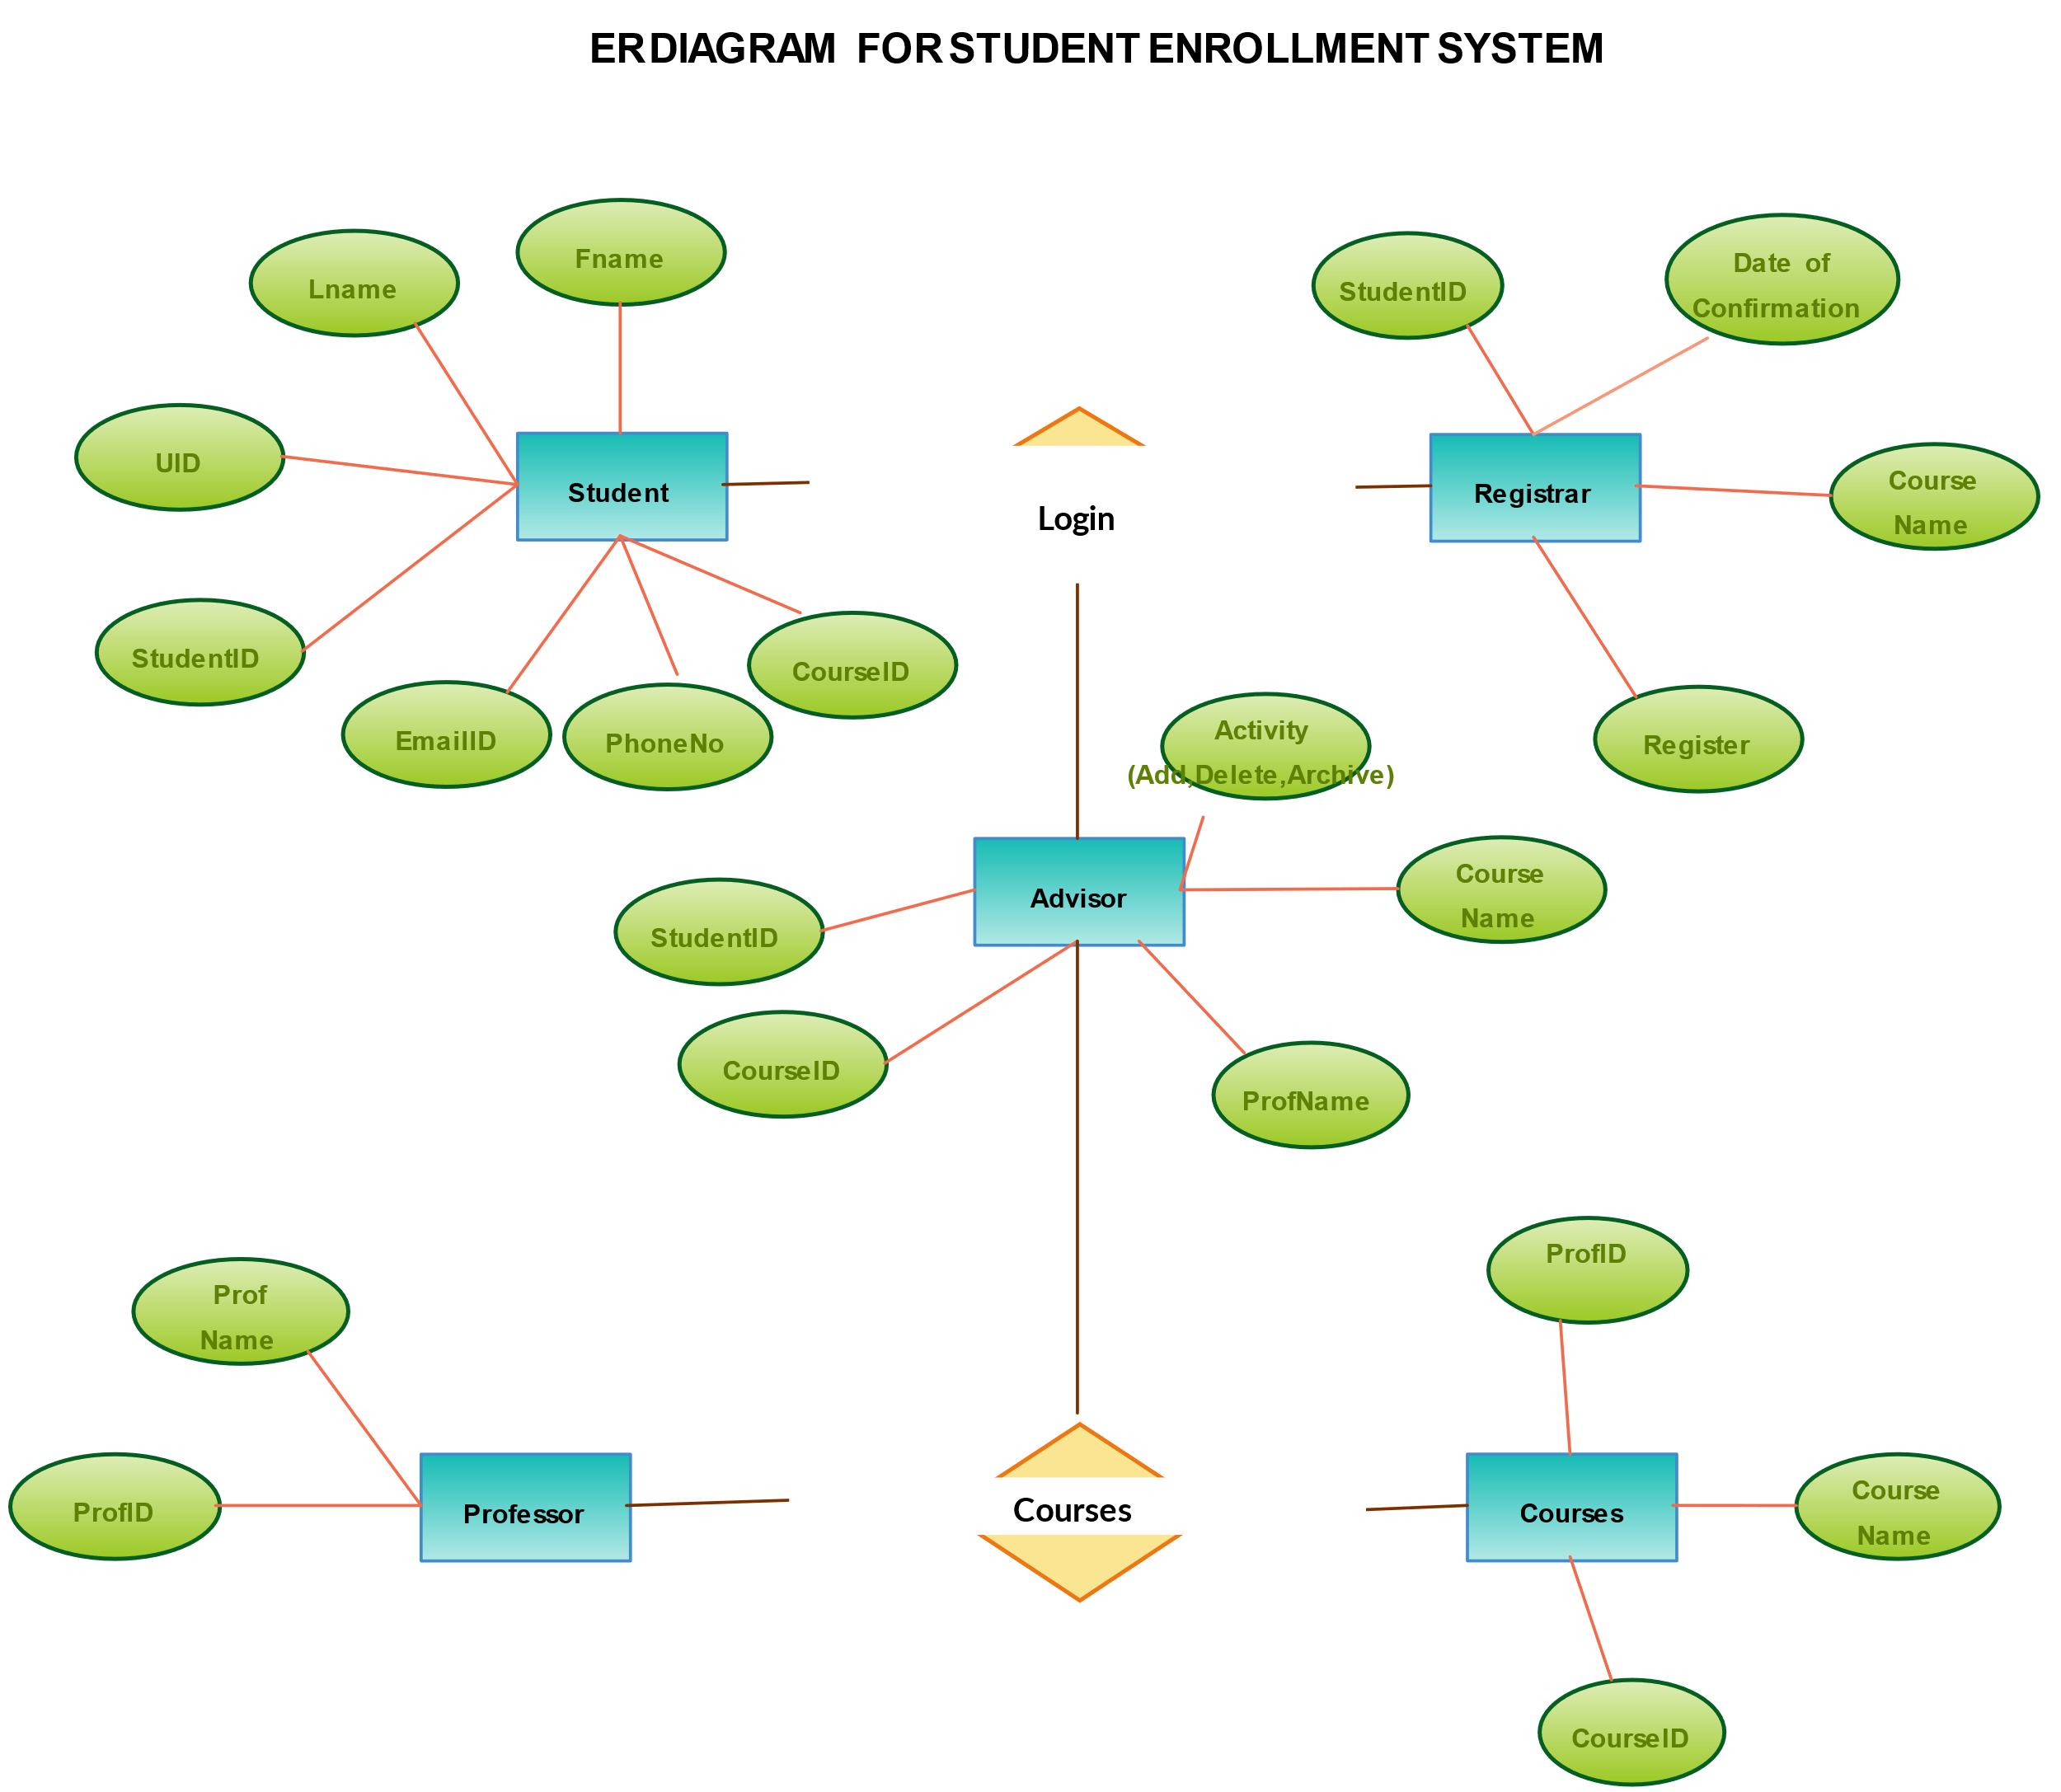 ER DIAGRAM FOR STUDENT ENROLLMENT SYSTEM
Fname
Lname
StudentID
Date of
Confirmation
UID
Student
Login
Registrar
Course
Name
StudentID
EmailID
PhoneNo
CourseID
Activity
(Add,Delete,Archive)
Register
StudentID
Advisor
Course
Name
CourseID
ProfName
Prof
Name
ProfID
ProfID
Professor
Courses
Courses
Course
Name
CourseID